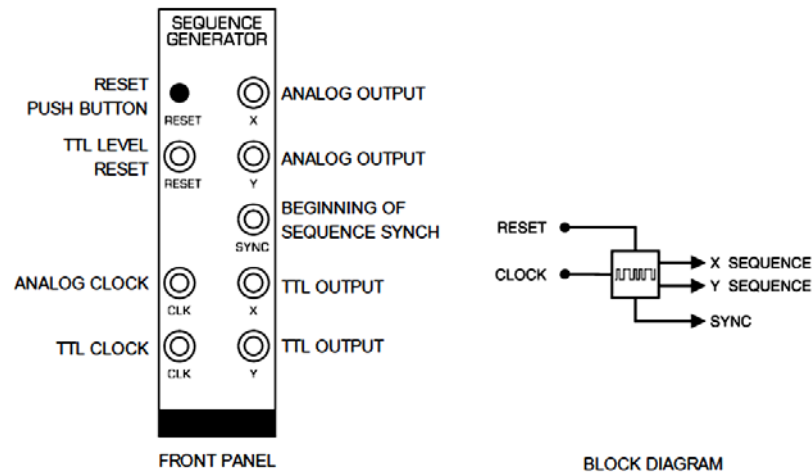 SEQUENCE
GENERATOR
RESET
PUSH BUTTON
RESET
X
ANALOG OUTPUT
TTL LEVEL
RESET
RESET
Y
ANALOG OUTPUT
SYNC
BEGINNING OF
SEQUENCE SYNCH
ANALOG CLOCK
CLK
X
TTL OUTPUT
TTL CLOCK
CLK
Y
TTL OUTPUT
FRONT PANEL
RESET
CLOCK
X SEQUENCE
Y SEQUENCE
SYNC
BLOCK DIAGRAM